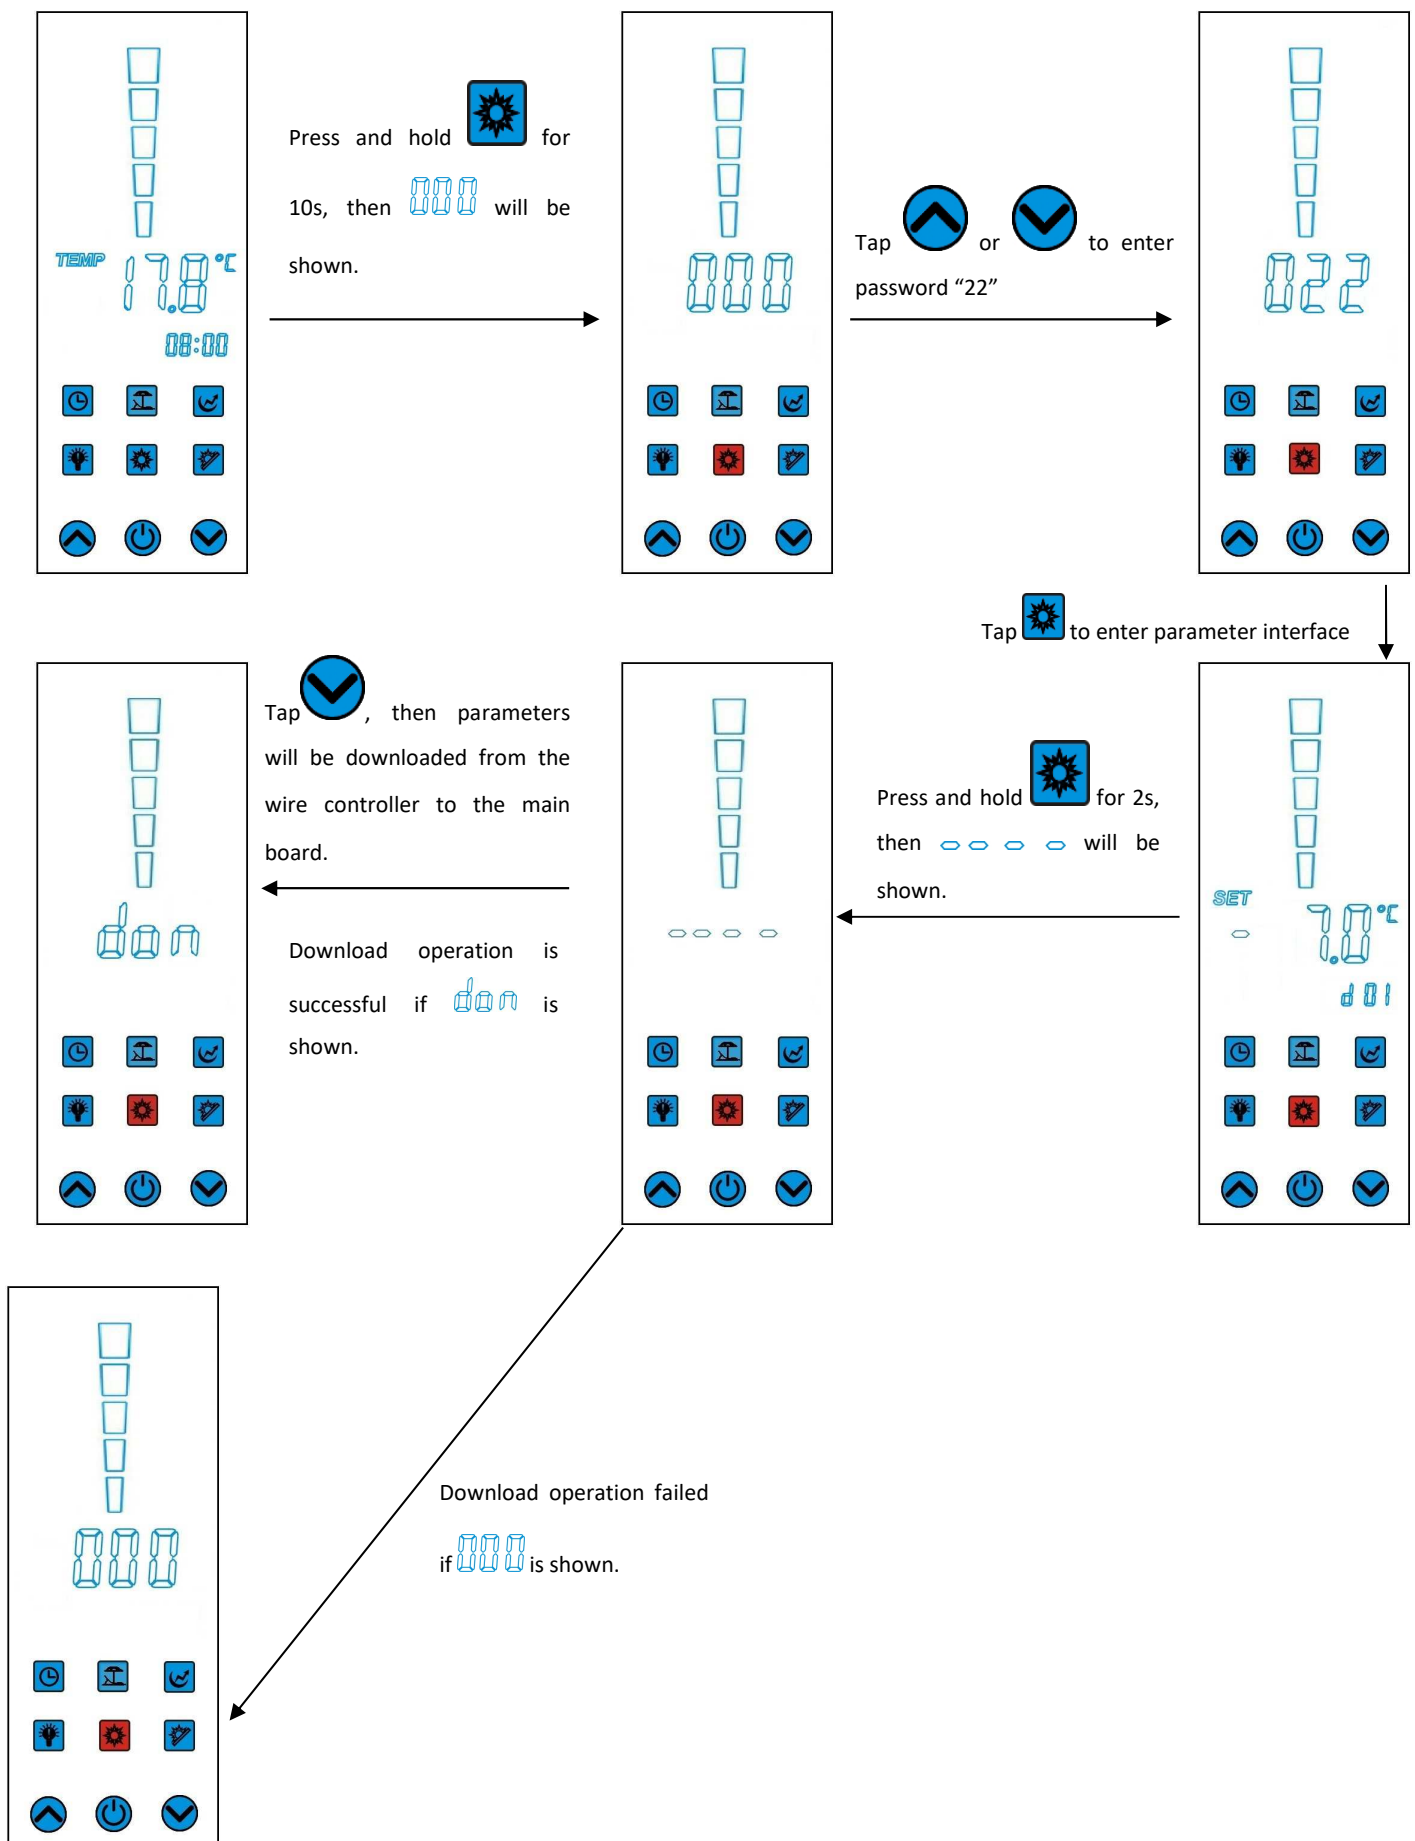 TEMP 17.8 °C
08:00
Press and hold for
10s, then 000 will be
shown.
000
Tap or to enter
password “22”
022
Tap to enter parameter interface
SET
- 7.0 °C
d 01
Press and hold for 2s,
then - - - - will be
shown.
- - - -
Tap , then parameters
will be downloaded from the
wire controller to the main
board.
Download operation is
successful if don is
shown.
don
Download operation failed
if 000 is shown.
000